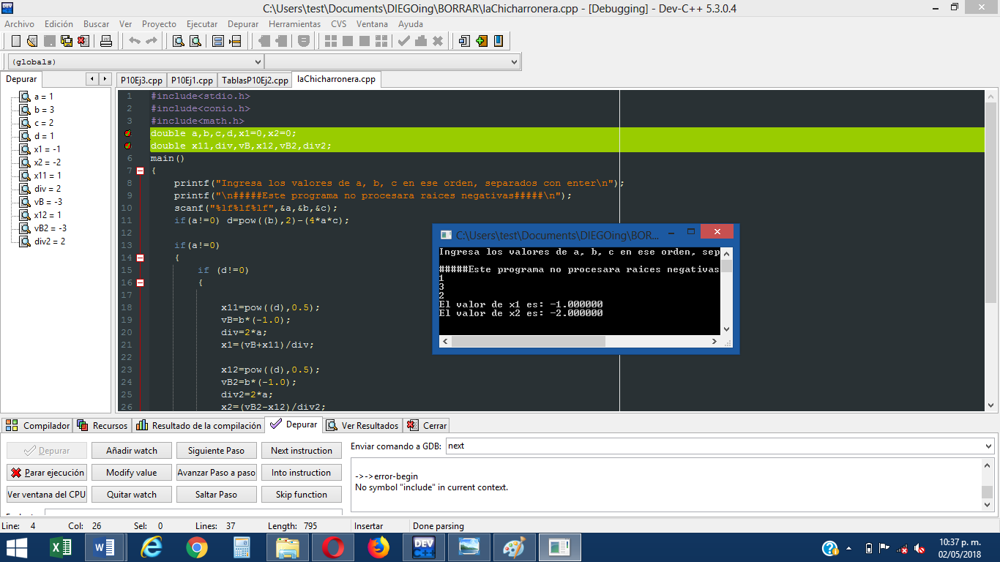 C:\Users\test\Documents\DIEGOing\BORRAR\laChicharronera.cpp - [Debugging] - Dev-C++ 5.3.0.4
Archivo Edición Buscar Ver Proyecto Ejecutar Depurar Herramientas CVS Ventana Ayuda
(globals)
Depurar
P10Ej3.cpp P10Ej1.cpp TablasP10Ej2.cpp laChicharronera.cpp
a = 1
b = 3
c = 2
d = 1
x1 = -1
x2 = -2
x11 = 1
div = 2
vB = -3
x12 = 1
vB2 = -3
div2 = 2
1 #include<stdio.h>
2 #include<conio.h>
3 #include<math.h>
double a,b,c,d,x1=0,x2=0;
double x11,div,vB,x12,vB2,div2;
6 main()
7 {
8 printf("Ingresa los valores de a, b, c en ese orden, separados con enter\n");
9 printf("\n#####Este programa no procesara raices negativas#####\n");
10 scanf("%lf%lf%lf",&a,&b,&c);
11 if(a!=0) d=pow((b),2)-(4*a*c);
12
13 if(a!=0)
14 {
15 if (d!=0)
16 {
17
18 x11=pow((d),0.5);
19 vB=b*(-1.0);
20 div=2*a;
21 x1=(vB+x11)/div;
22
23 x12=pow((d),0.5);
24 vB2=b*(-1.0);
25 div2=2*a;
26 x2=(vB2-x12)/div2;
C:\Users\test\Documents\DIEGOing\BOR...
Ingresa los valores de a, b, c en ese orden, sep
#####Este programa no procesara raices negativas
1
3
2
El valor de x1 es: -1.000000
El valor de x2 es: -2.000000
Compilador Recursos Resultado de la compilación Depurar Ver Resultados Cerrar
Depurar Añadir watch Siguiente Paso Next instruction
Parar ejecución Modify value Avanzar Paso a paso Into instruction
Ver ventana del CPU Quitar watch Saltar Paso Skip function
Enviar comando a GDB: next
->->error-begin
No symbol "include" in current context.
Line: 4 Col: 26 Sel: 0 Lines: 37 Length: 795 Insertar Done parsing
DEV C++
10:37 p. m.
02/05/2018